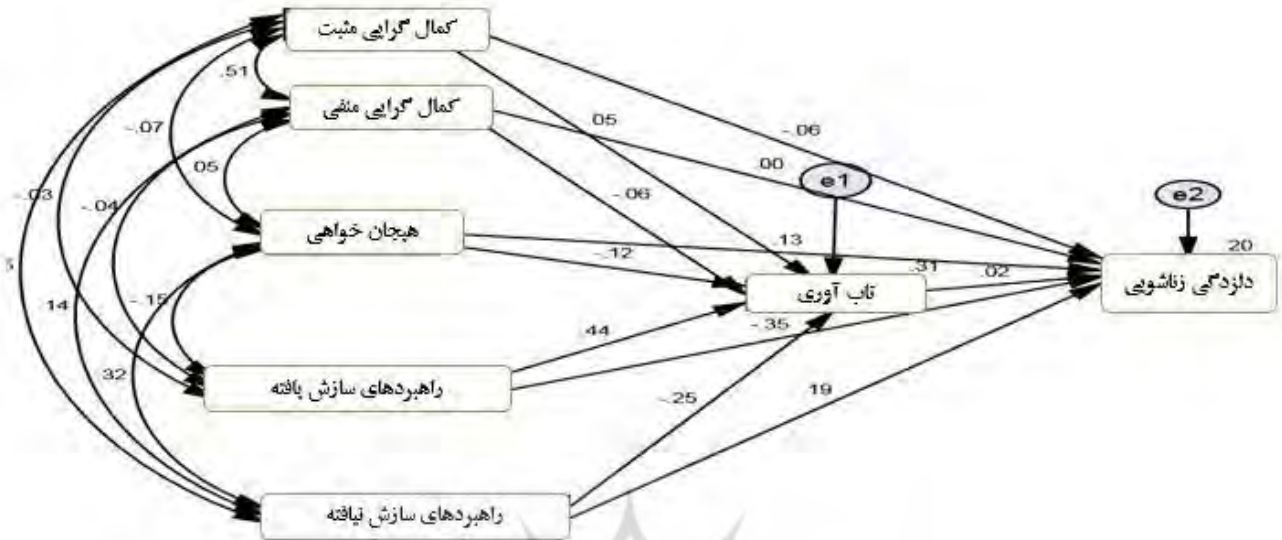 کمال گرایی مثبت
.51
کمال گرایی منفی
-.07
.05
-.06
.00
e1
e2
-.03
-.04
.05
-.06
هیجان خواهی
.13
-.12
.20
.31
.02
تاب آوری
دلزدگی زناشویی
.14
-.15
.44
-.35
.32
راهبردهای سازش یافته
-.25
.19
راهبردهای سازش نیافته